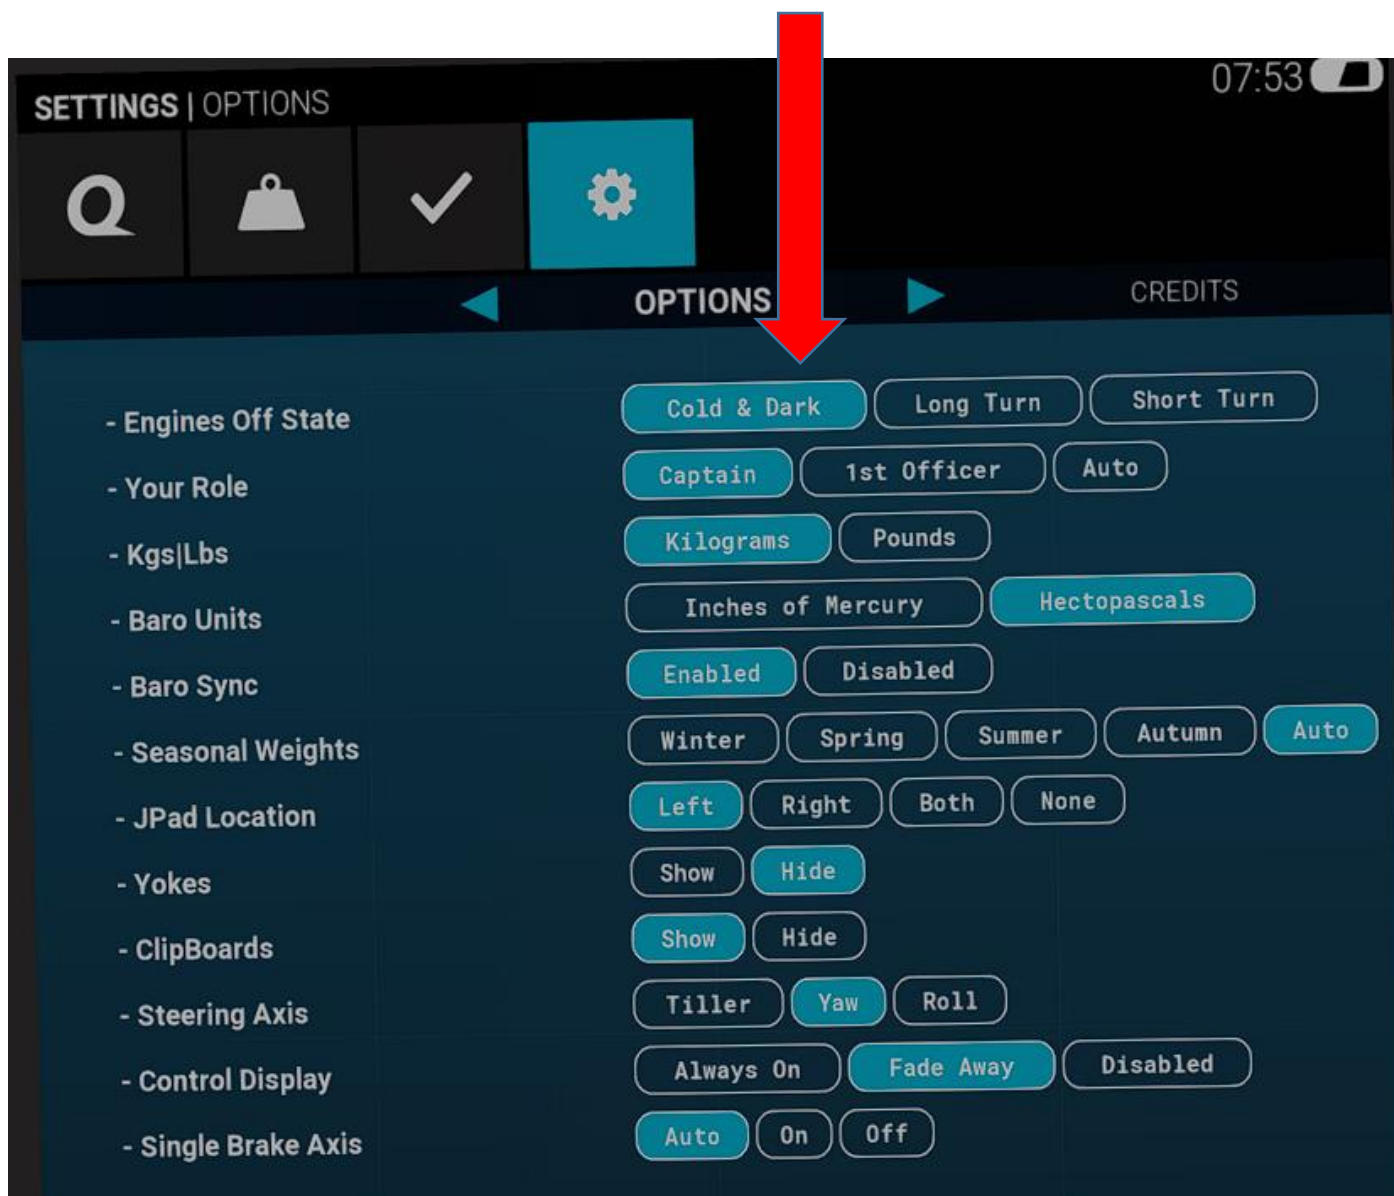 07:53
SETTINGS | OPTIONS
Q
OPTIONS CREDITS
- Engines Off State Cold & Dark Long Turn Short Turn
- Your Role Captain 1st Officer Auto
- Kgs|Lbs Kilograms Pounds
- Baro Units Inches of Mercury Hectopascals
- Baro Sync Enabled Disabled
- Seasonal Weights Winter Spring Summer Autumn Auto
- JPad Location Left Right Both None
- Yokes Show Hide
- ClipBoards Show Hide
- Steering Axis Tiller Yaw Roll
- Control Display Always On Fade Away Disabled
- Single Brake Axis Auto On Off